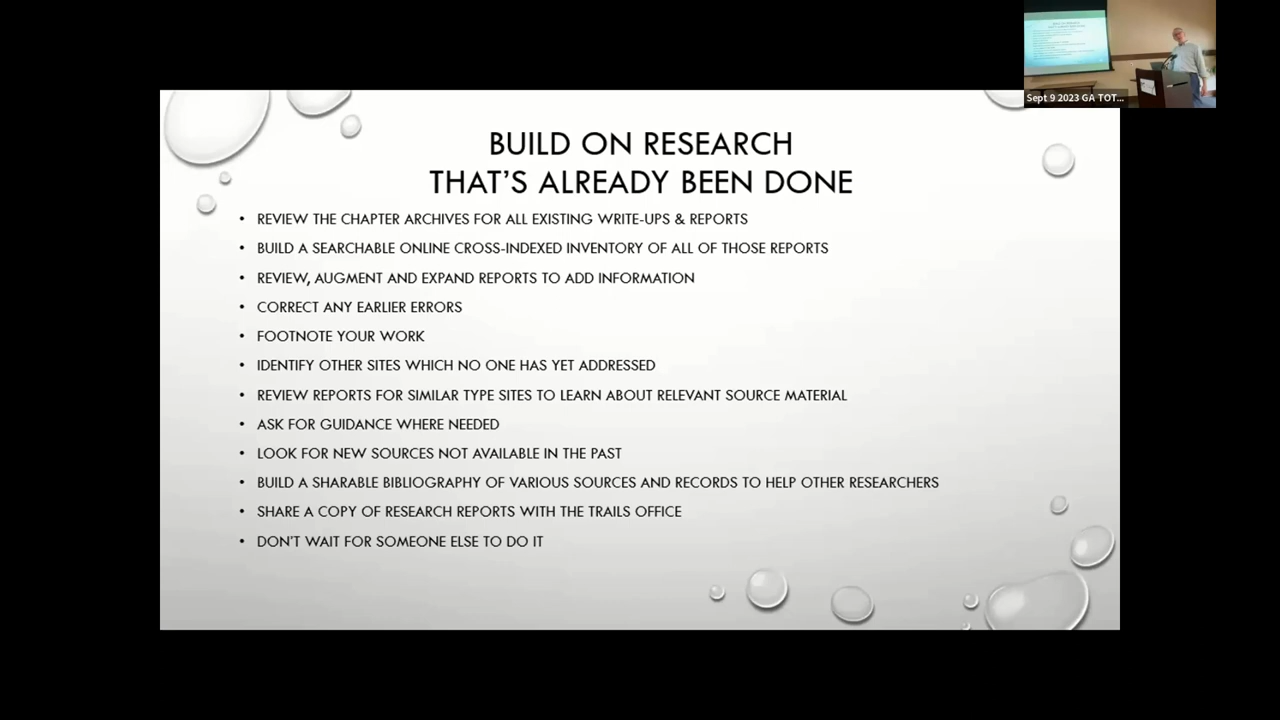 BUILD ON RESEARCH
THAT'S ALREADY BEEN DONE
• REVIEW THE CHAPTER ARCHIVES FOR ALL EXISTING WRITE-UPS & REPORTS
• BUILD A SEARCHABLE ONLINE CROSS-INDEXED INVENTORY OF ALL OF THOSE REPORTS
• REVIEW, AUGMENT AND EXPAND REPORTS TO ADD INFORMATION
• CORRECT ANY EARLIER ERRORS
• FOOTNOTE YOUR WORK
• IDENTIFY OTHER SITES WHICH NO ONE HAS YET ADDRESSED
• REVIEW REPORTS FOR SIMILAR TYPE SITES TO LEARN ABOUT RELEVANT SOURCE MATERIAL
• ASK FOR GUIDANCE WHERE NEEDED
• LOOK FOR NEW SOURCES NOT AVAILABLE IN THE PAST
• BUILD A SHARABLE BIBLIOGRAPHY OF VARIOUS SOURCES AND RECORDS TO HELP OTHER RESEARCHERS
• SHARE A COPY OF RESEARCH REPORTS WITH THE TRAILS OFFICE
• DON'T WAIT FOR SOMEONE ELSE TO DO IT
Sept 9 2023 GA TOT...